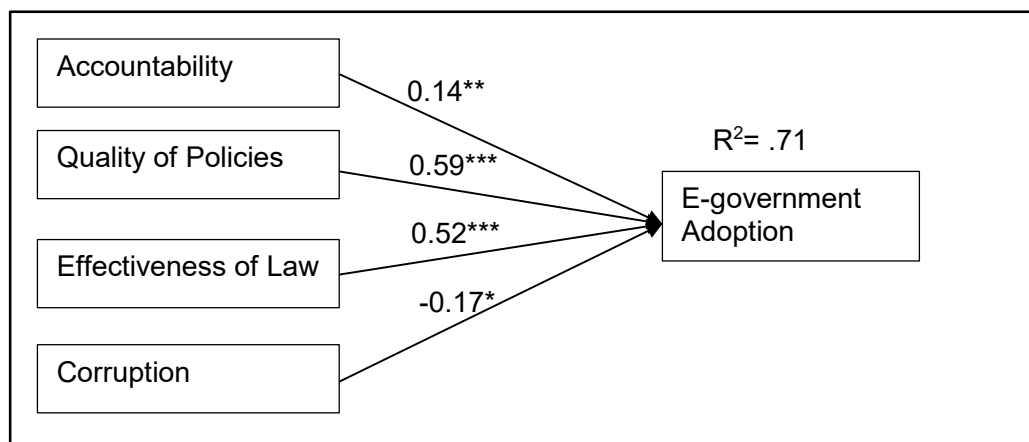 Accountability
0.14**
Quality of Policies
0.59***
R²= .71
E-government
Adoption
Effectiveness of Law
0.52***
-0.17*
Corruption